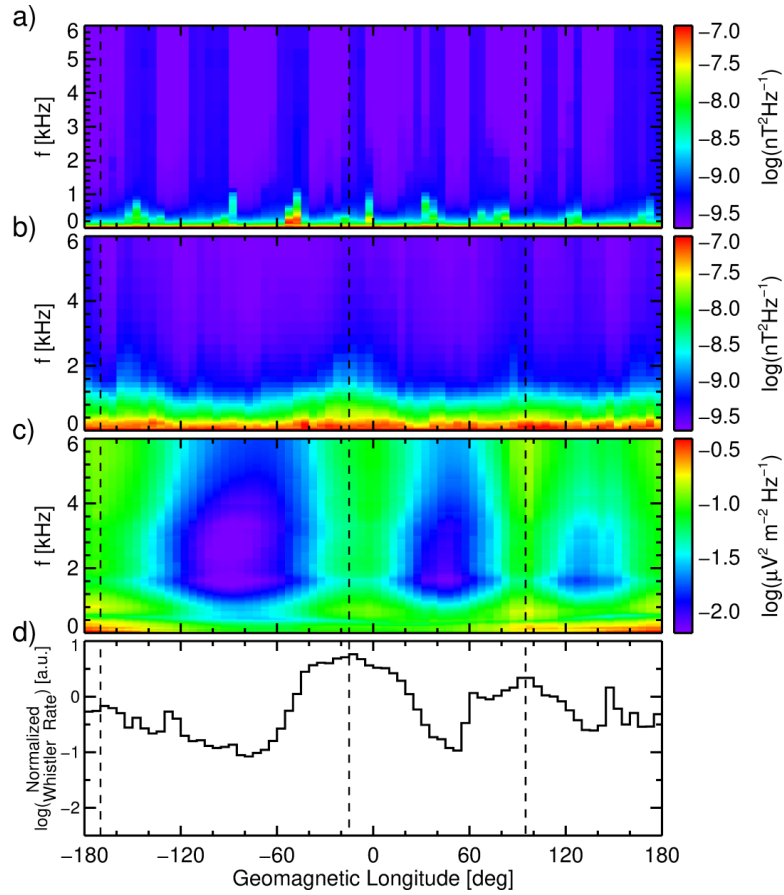 a)
6
5
4
3
2
1
0
f [kHz]
−7.0
−7.5
−8.0
−8.5
−9.0
−9.5
log(nT²Hz⁻¹)
b)
6
4
2
0
f [kHz]
−7.0
−7.5
−8.0
−8.5
−9.0
−9.5
log(nT²Hz⁻¹)
c)
6
4
2
0
f [kHz]
−0.5
−1.0
−1.5
−2.0
log(μV² m⁻² Hz⁻¹)
d)
1
0
−1
−2
log(Normalized Whistler Rate) [a.u.]
−180 −120 −60 0 60 120 180
Geomagnetic Longitude [deg]